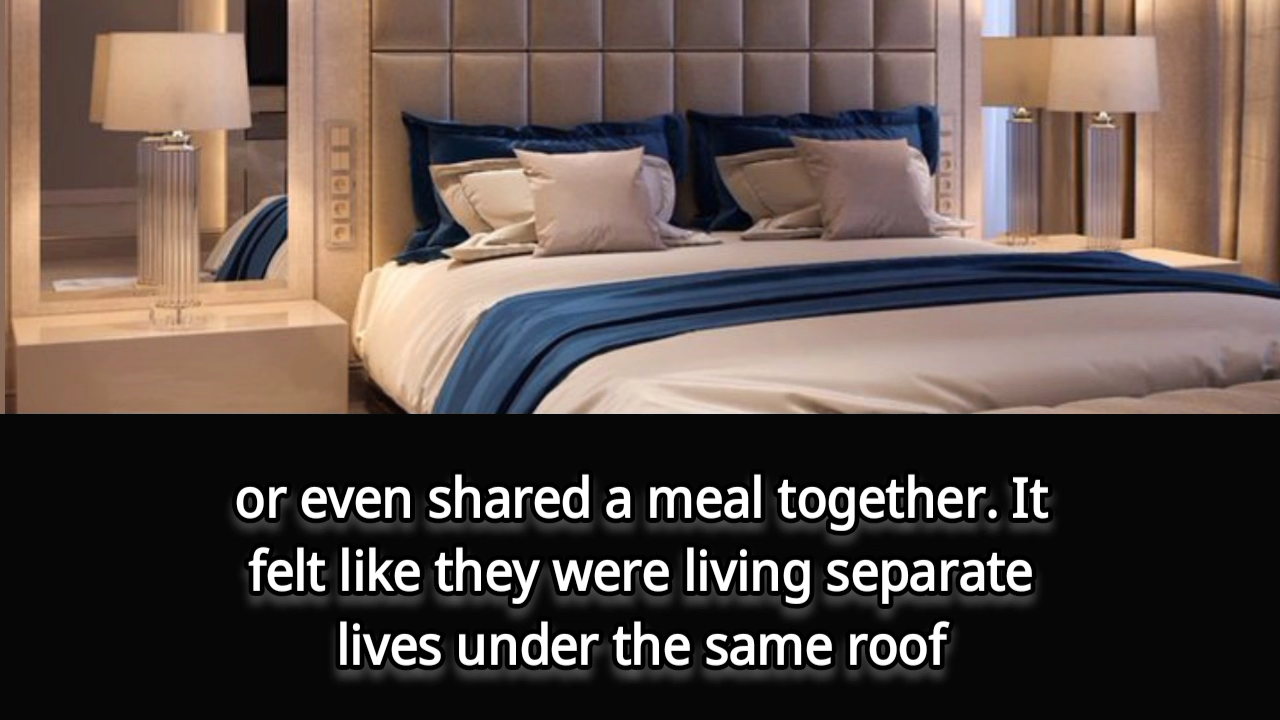 or even shared a meal together. It
felt like they were living separate
lives under the same roof